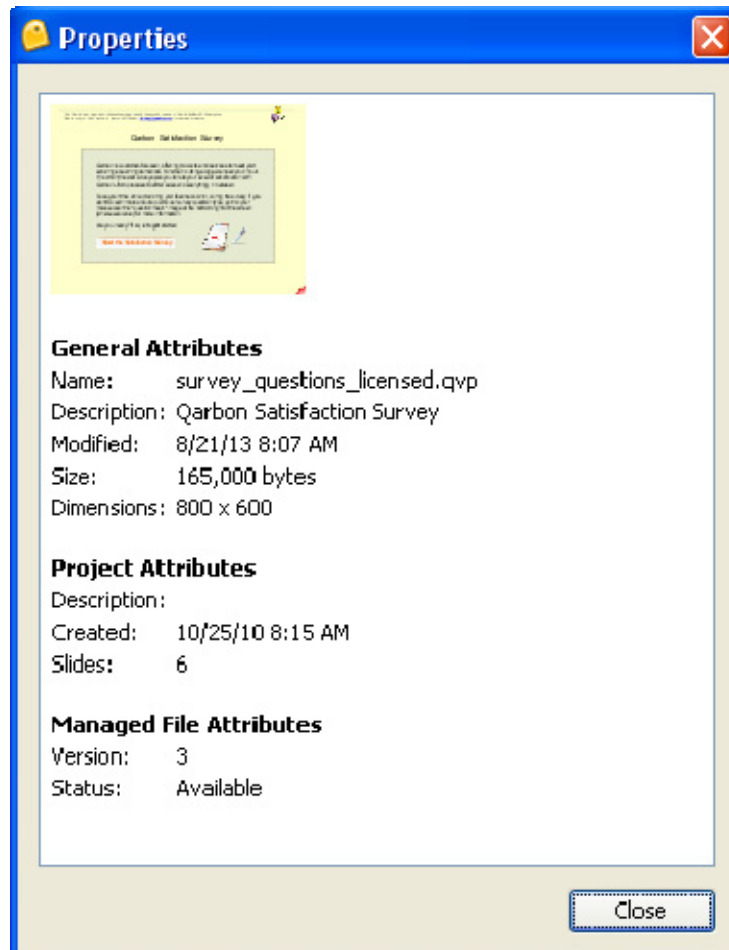 Properties
Qarbon Satisfaction Survey
General Attributes
Name: survey_questions_licensed.qvp
Description: Qarbon Satisfaction Survey
Modified: 8/21/13 8:07 AM
Size: 165,000 bytes
Dimensions: 800 x 600
Project Attributes
Description:
Created: 10/25/10 8:15 AM
Slides: 6
Managed File Attributes
Version: 3
Status: Available
Close